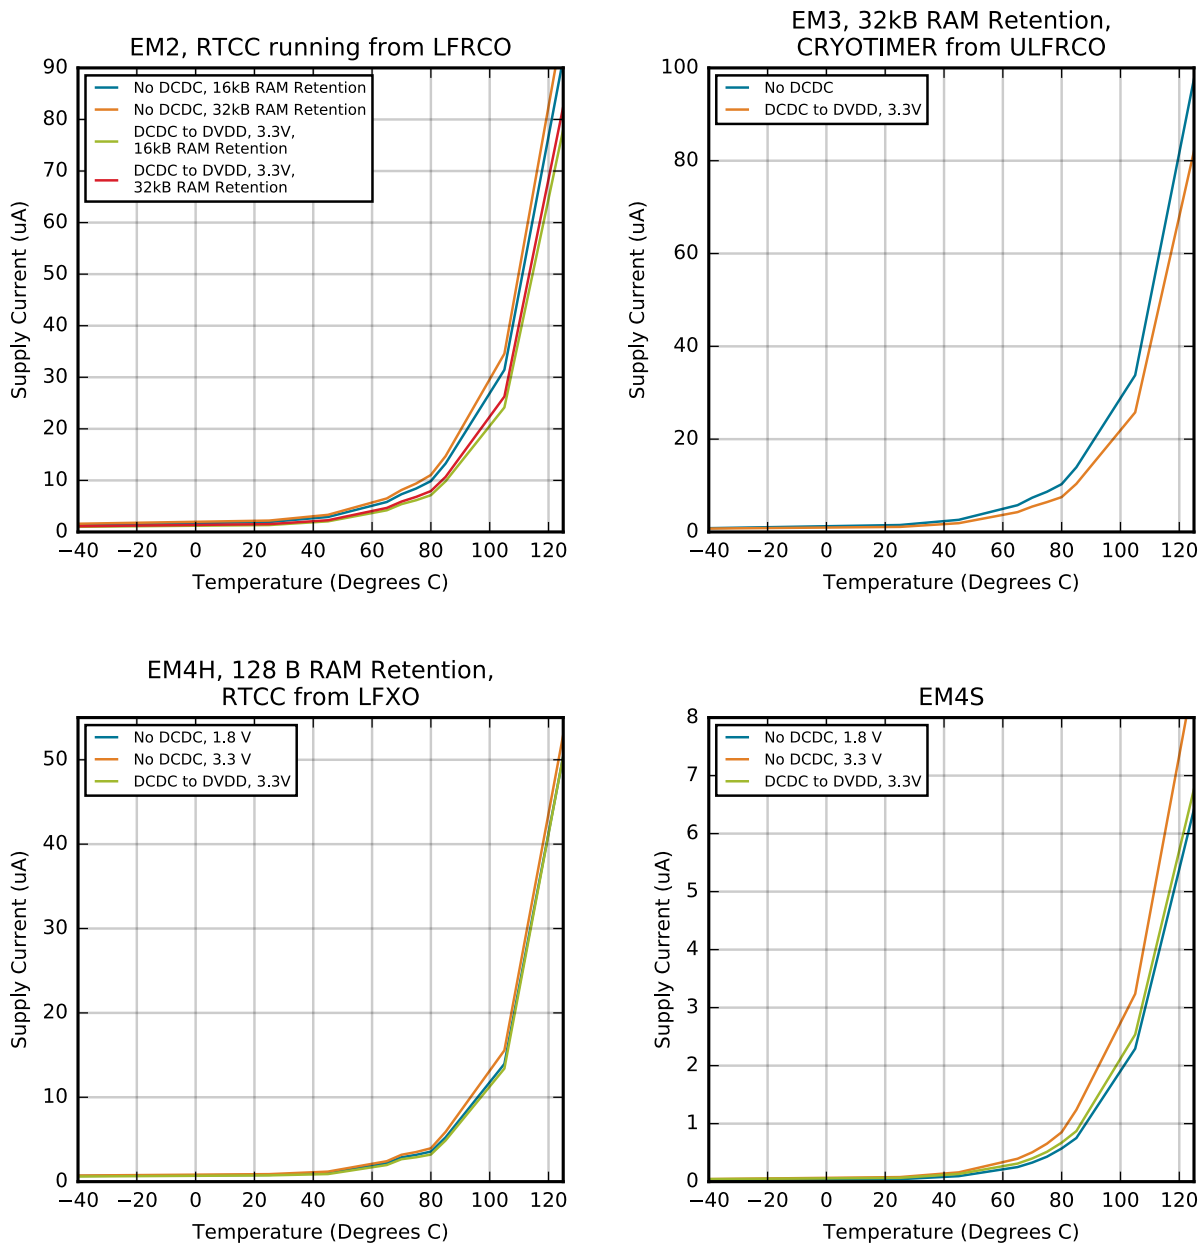 EM2, RTCC running from LFRCO
90
80
70
60
50
40
30
20
10
0
Supply Current (uA)
No DCDC, 16kB RAM Retention
No DCDC, 32kB RAM Retention
DCDC to DVDD, 3.3V,
16kB RAM Retention
DCDC to DVDD, 3.3V,
32kB RAM Retention
−40 −20 0 20 40 60 80 100 120
Temperature (Degrees C)
EM3, 32kB RAM Retention,
CRYOTIMER from ULFRCO
100
80
60
40
20
0
Supply Current (uA)
No DCDC
DCDC to DVDD, 3.3V
−40 −20 0 20 40 60 80 100 120
Temperature (Degrees C)
EM4H, 128 B RAM Retention,
RTCC from LFXO
50
40
30
20
10
0
Supply Current (uA)
No DCDC, 1.8 V
No DCDC, 3.3 V
DCDC to DVDD, 3.3V
−40 −20 0 20 40 60 80 100 120
Temperature (Degrees C)
EM4S
8
7
6
5
4
3
2
1
0
Supply Current (uA)
No DCDC, 1.8 V
No DCDC, 3.3 V
DCDC to DVDD, 3.3V
−40 −20 0 20 40 60 80 100 120
Temperature (Degrees C)